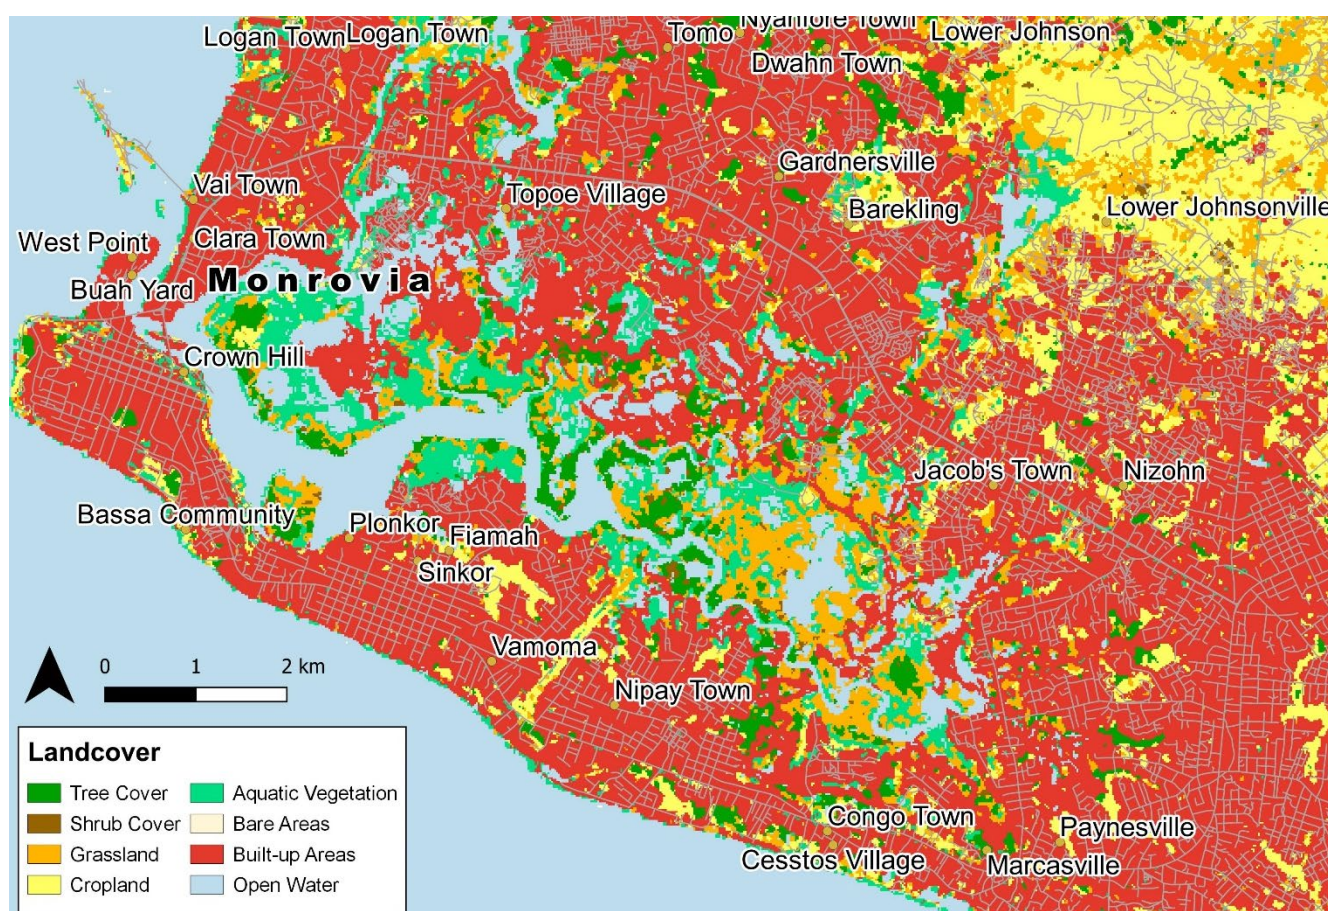 Logan Town
Logan Town
Tomo
Nyanfore Town
Lower Johnson
Dwahn Town
Gardnersville
Vai Town
Topoe Village
Barekling
Lower Johnsonville
West Point
Clara Town
Buah Yard
Monrovia
Crown Hill
Jacob's Town
Nizohn
Bassa Community
Plonkor
Fiamah
Sinkor
Vamoma
Nipay Town
0 1 2 km
Congo Town
Paynesville
Cesstos Village
Marcasville
Landcover
Tree Cover
Aquatic Vegetation
Shrub Cover
Bare Areas
Grassland
Built-up Areas
Cropland
Open Water